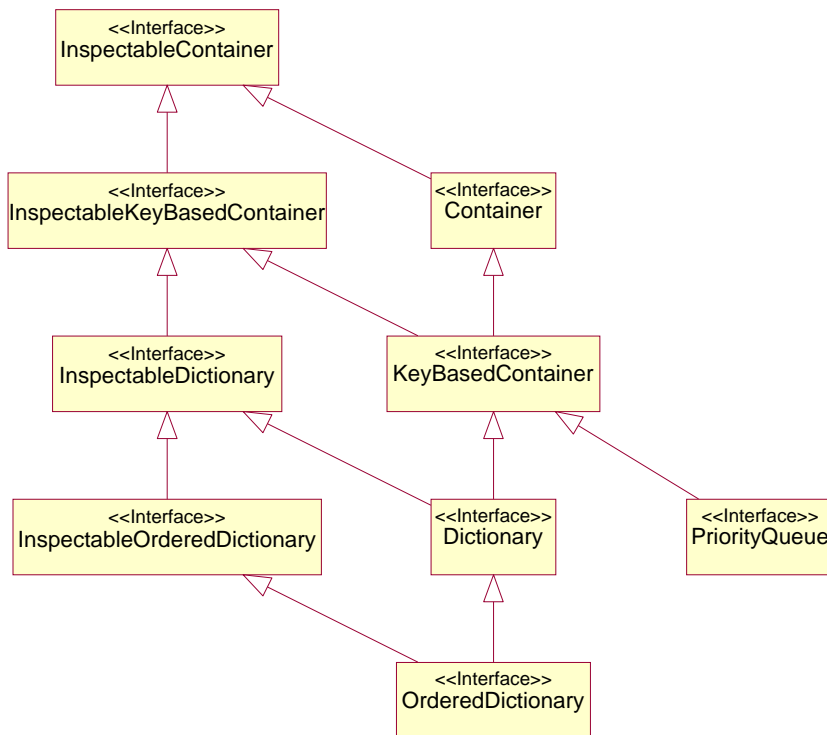 <<Interface>>
InspectableContainer
<<Interface>>
InspectableKeyBasedContainer
<<Interface>>
Container
<<Interface>>
InspectableDictionary
<<Interface>>
KeyBasedContainer
<<Interface>>
InspectableOrderedDictionary
<<Interface>>
Dictionary
<<Interface>>
PriorityQueue
<<Interface>>
OrderedDictionary